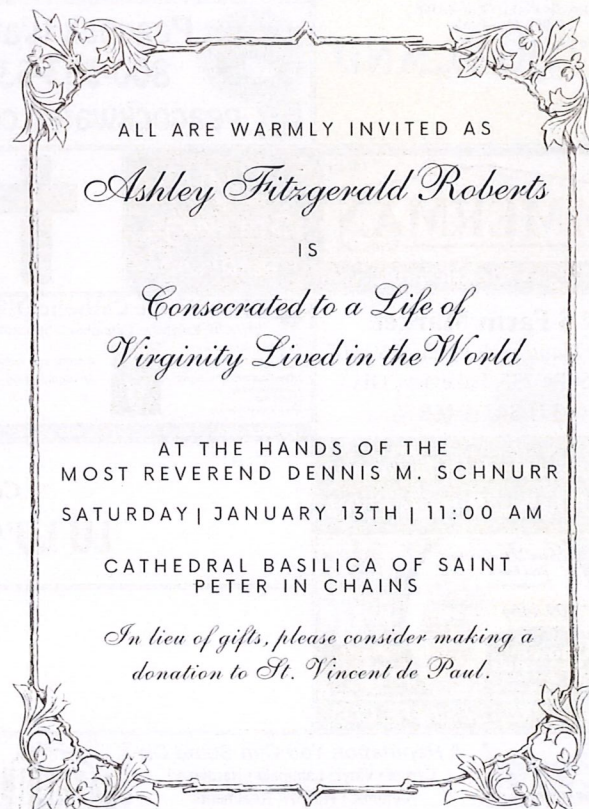 ALL ARE WARMLY INVITED AS
Ashley Fitzgerald Roberts
IS
Consecrated to a Life of
Virginity Lived in the World
AT THE HANDS OF THE
MOST REVEREND DENNIS M. SCHNURR
SATURDAY| JANUARY 13TH | 11:00 AM
CATHEDRAL BASILICA OF SAINT
PETER IN CHAINS
In lieu of gifts, please consider making a
donation to St. Vincent de Paul.